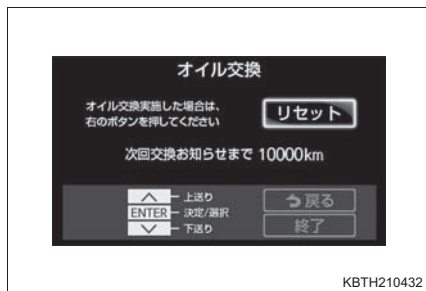 オイル交換
オイル交換実施した場合は、
右のボタンを押してください
リセット
次回交換お知らせまで 10000km
上送り
ENTER 決定/選択
下送り
戻る
終了
KBTH210432